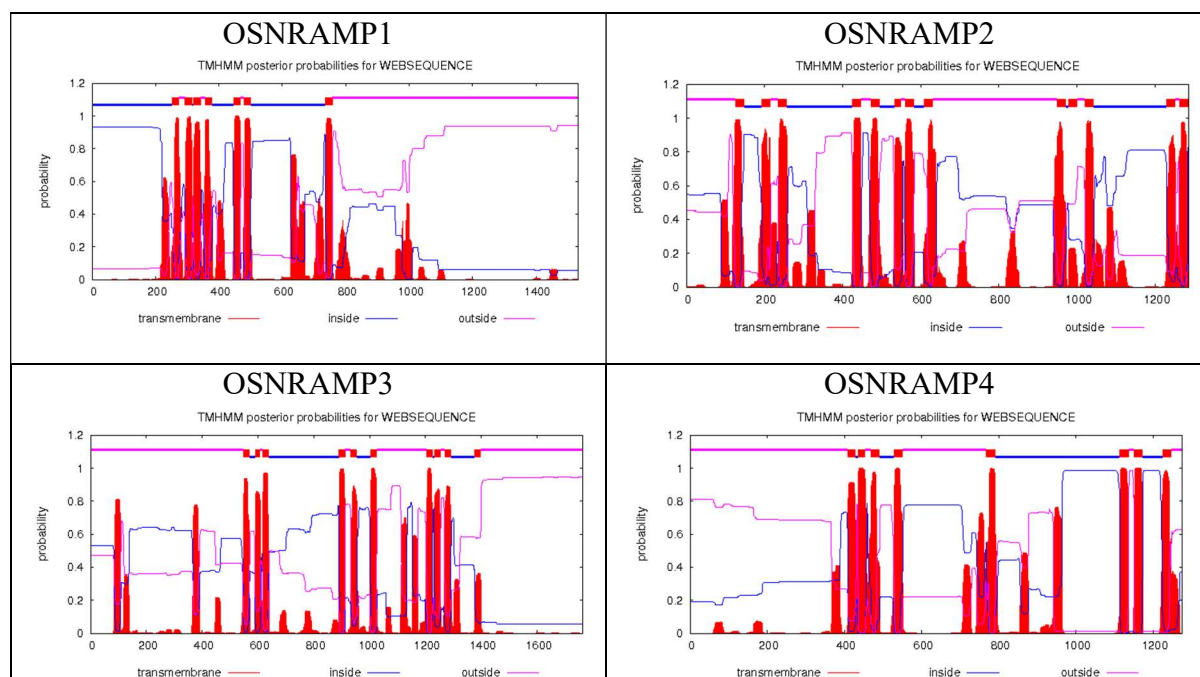 OSNRAMP1
TMHMM posterior probabilities for WEBSEQUENCE
1.2
1
0.8
0.6
0.4
0.2
0
probability
0 200 400 600 800 1000 1200 1400
transmembrane inside outside
OSNRAMP2
TMHMM posterior probabilities for WEBSEQUENCE
1.2
1
0.8
0.6
0.4
0.2
0
probability
0 200 400 600 800 1000 1200
transmembrane inside outside
OSNRAMP3
TMHMM posterior probabilities for WEBSEQUENCE
1.2
1
0.8
0.6
0.4
0.2
0
probability
0 200 400 600 800 1000 1200 1400 1600
transmembrane inside outside
OSNRAMP4
TMHMM posterior probabilities for WEBSEQUENCE
1.2
1
0.8
0.6
0.4
0.2
0
probability
0 200 400 600 800 1000 1200
transmembrane inside outside